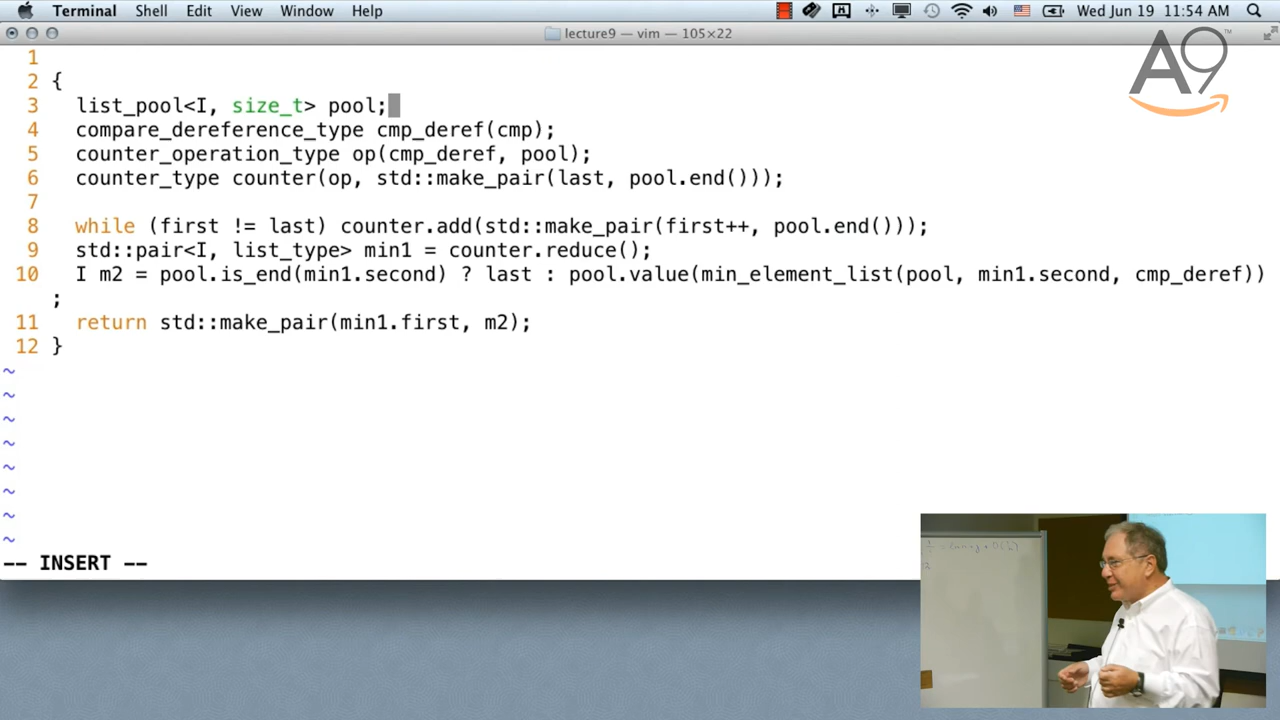 Terminal Shell Edit View Window Help Wed Jun 19 11:54 AM
lecture9 — vim — 105×22
A9™
1
2 {
3 list_pool<I, size_t> pool;
4 compare_dereference_type cmp_deref(cmp);
5 counter_operation_type op(cmp_deref, pool);
6 counter_type counter(op, std::make_pair(last, pool.end()));
7
8 while (first != last) counter.add(std::make_pair(first++, pool.end()));
9 std::pair<I, list_type> min1 = counter.reduce();
10 I m2 = pool.is_end(min1.second) ? last : pool.value(min_element_list(pool, min1.second, cmp_deref))
;
11 return std::make_pair(min1.first, m2);
12 }
~
~
~
~
~
~
~
~
-- INSERT --